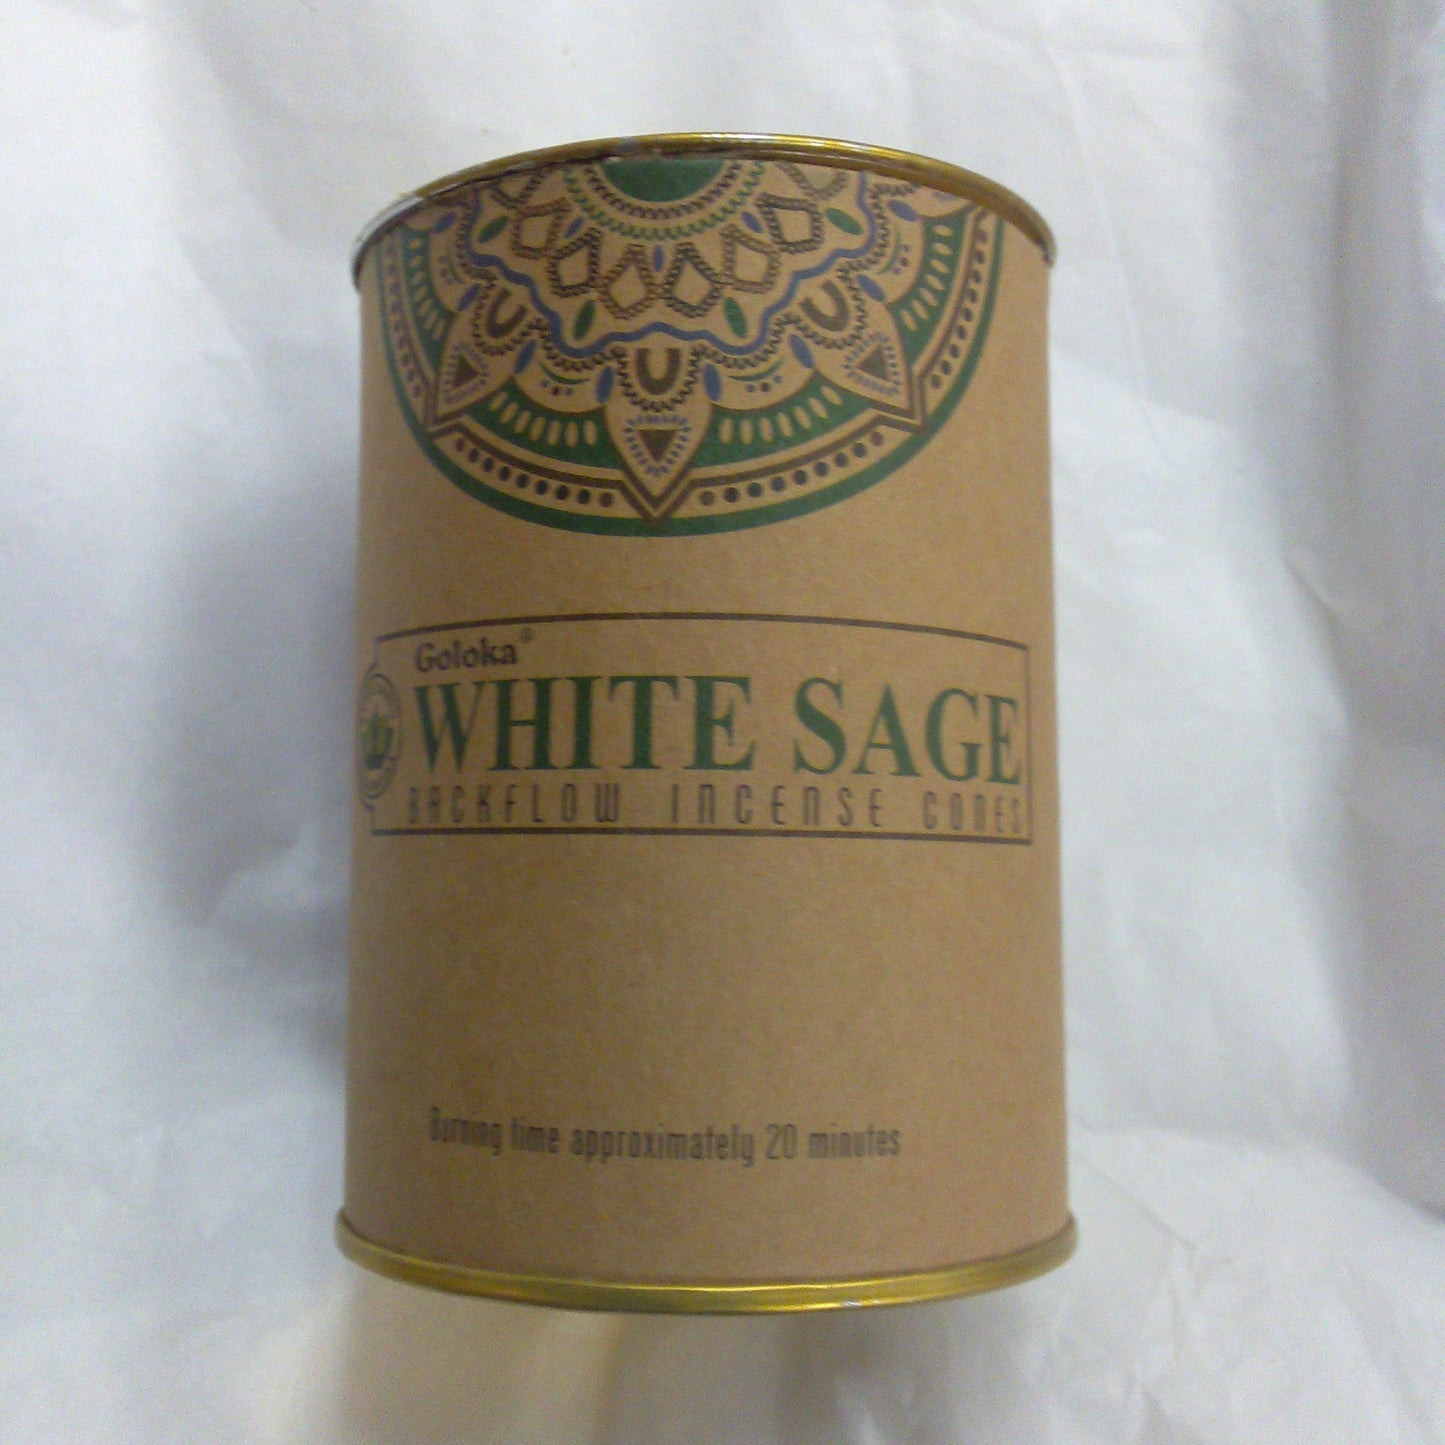 Goloka®
WHITE SAGE
BACKFLOW INCENSE CONES
Burning time approximately 20 minutes